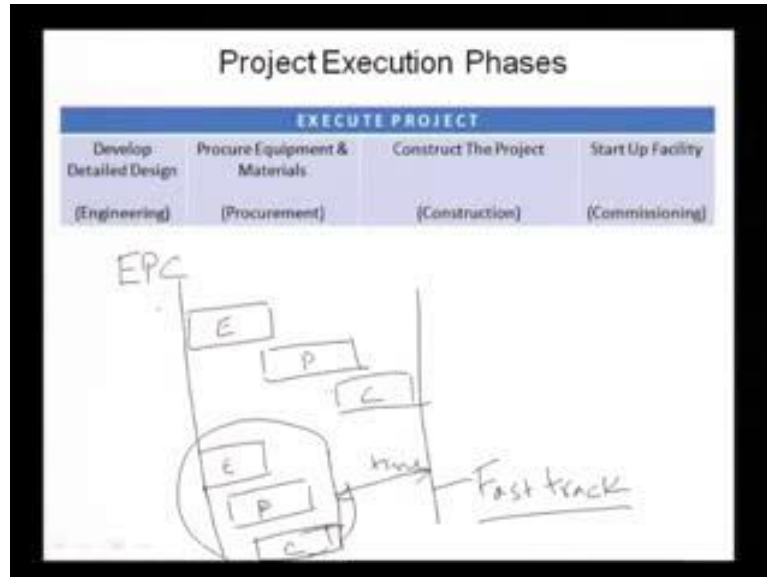 Project Execution Phases
EXECUTE PROJECT
Develop Detailed Design
(Engineering)
Procure Equipment & Materials
(Procurement)
Construct The Project
(Construction)
Start Up Facility
(Commissioning)
EPC
E
P
C
E
P
C
time
Fast track